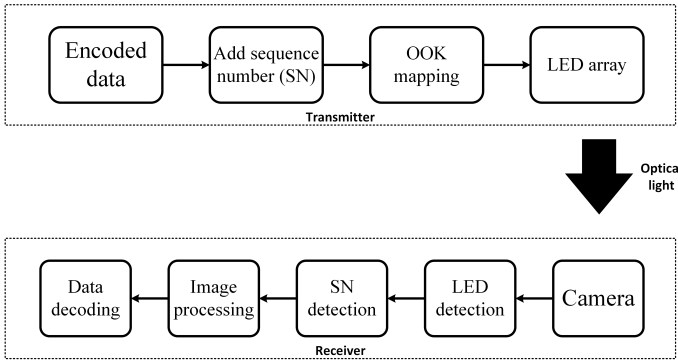 Encoded
data
Add sequence
number (SN)
OOK
mapping
LED array
Transmitter
Optica
light
Data
decoding
Image
processing
SN
detection
LED
detection
Camera
Receiver